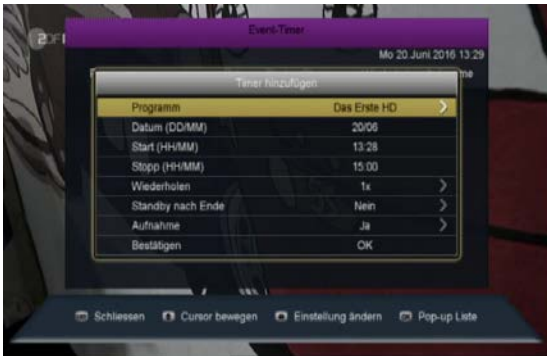 ZDF
Event-Timer
Mo 20.Juni.2016 13:29
Timer hinzufügen
Programm Das Erste HD
Datum (DD/MM) 20/06
Start (HH/MM) 13:28
Stopp (HH/MM) 15:00
Wiederholen 1x
Standby nach Ende Nein
Aufnahme Ja
Bestätigen OK
Schliessen Cursor bewegen Einstellung ändern Pop-up Liste